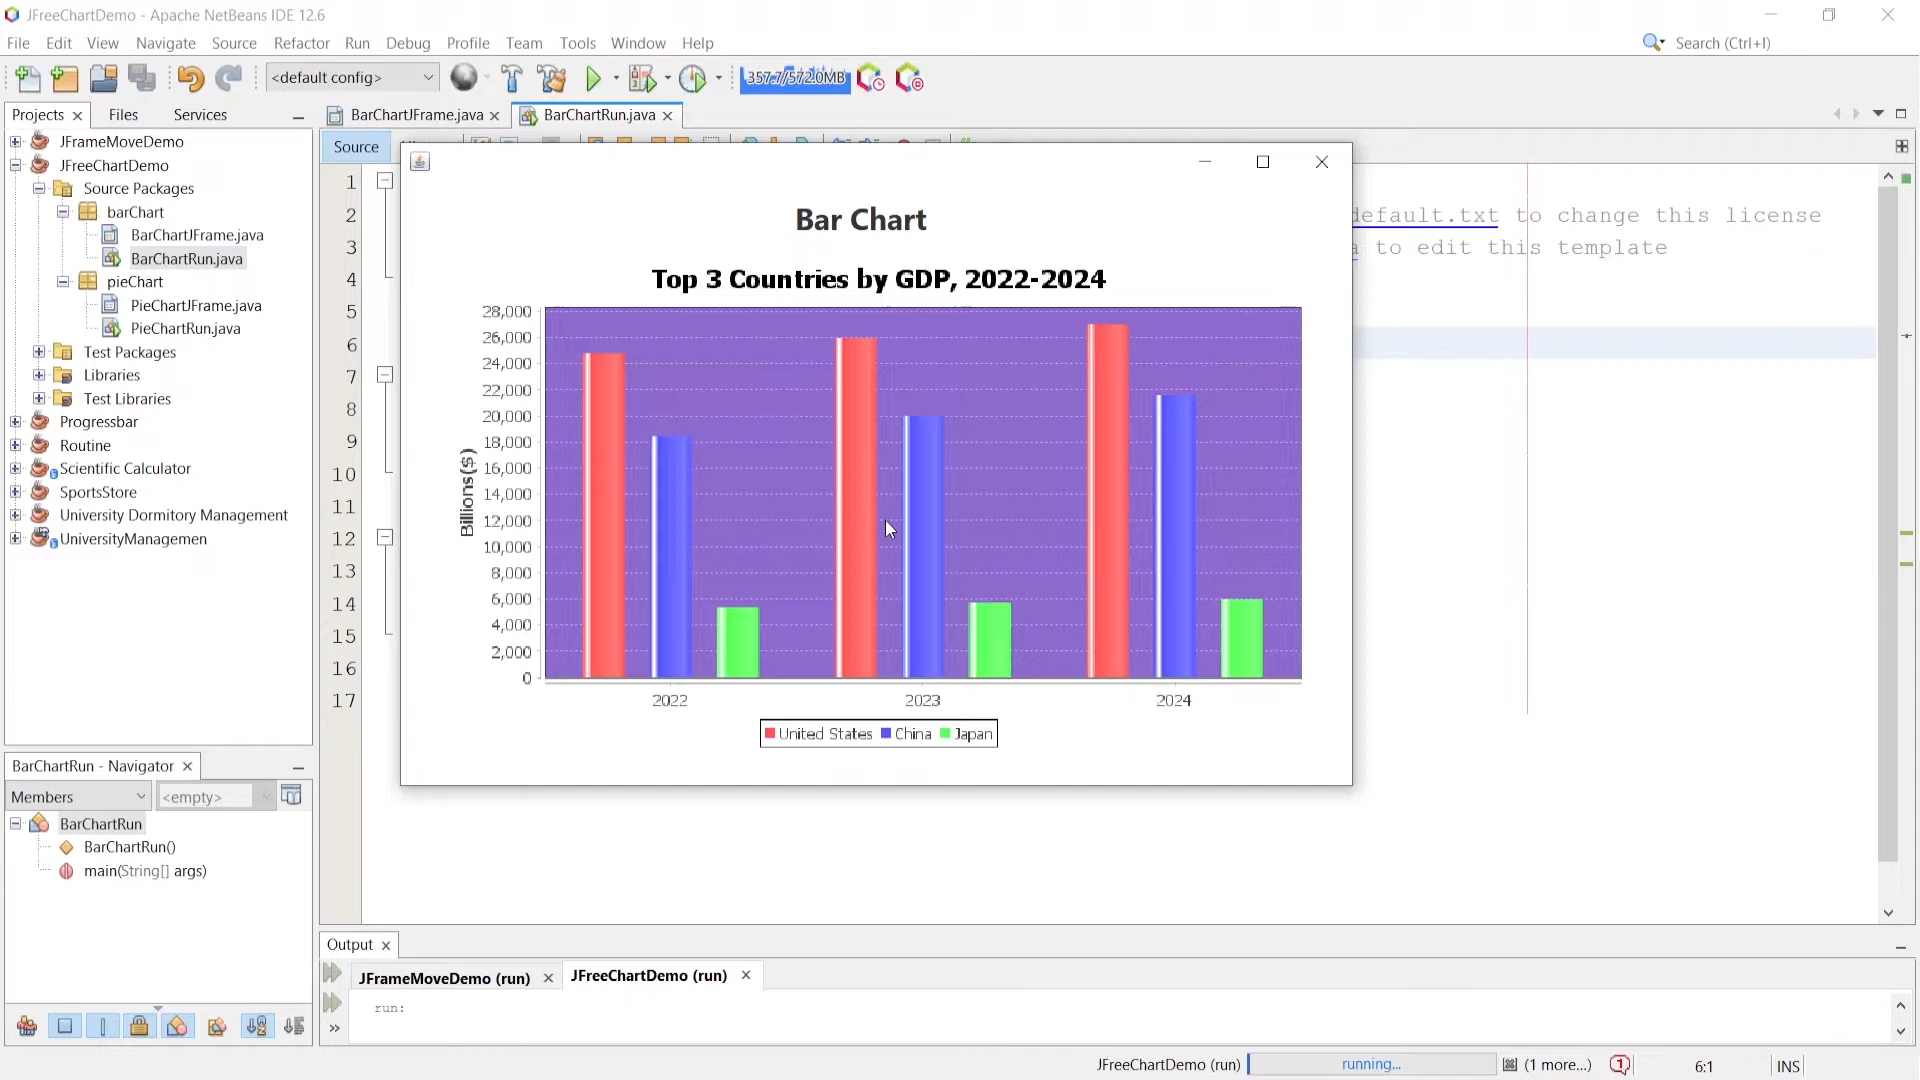 JFreeChartDemo - Apache NetBeans IDE 12.6
File Edit View Navigate Source Refactor Run Debug Profile Team Tools Window Help
Search (Ctrl+I)
<default config>
357.7/572.0MB
Projects Files Services
BarChartJFrame.java BarChartRun.java
Source
JFrameMoveDemo
JFreeChartDemo
Source Packages
barChart
BarChartJFrame.java
BarChartRun.java
pieChart
PieChartJFrame.java
PieChartRun.java
Test Packages
Libraries
Test Libraries
Progressbar
Routine
Scientific Calculator
SportsStore
University Dormitory Management
UniversityManagemen
BarChartRun - Navigator
Members <empty>
BarChartRun
BarChartRun()
main(String[] args)
1
2
3
4
5
6
7
8
9
10
11
12
13
14
15
16
17
default.txt to change this license
to edit this template
Bar Chart
Top 3 Countries by GDP, 2022-2024
Billions($)
28,000
26,000
24,000
22,000
20,000
18,000
16,000
14,000
12,000
10,000
8,000
6,000
4,000
2,000
0
2022 2023 2024
United States China Japan
Output
JFrameMoveDemo (run) JFreeChartDemo (run)
run:
JFreeChartDemo (run) running... (1 more...) 1 6:1 INS